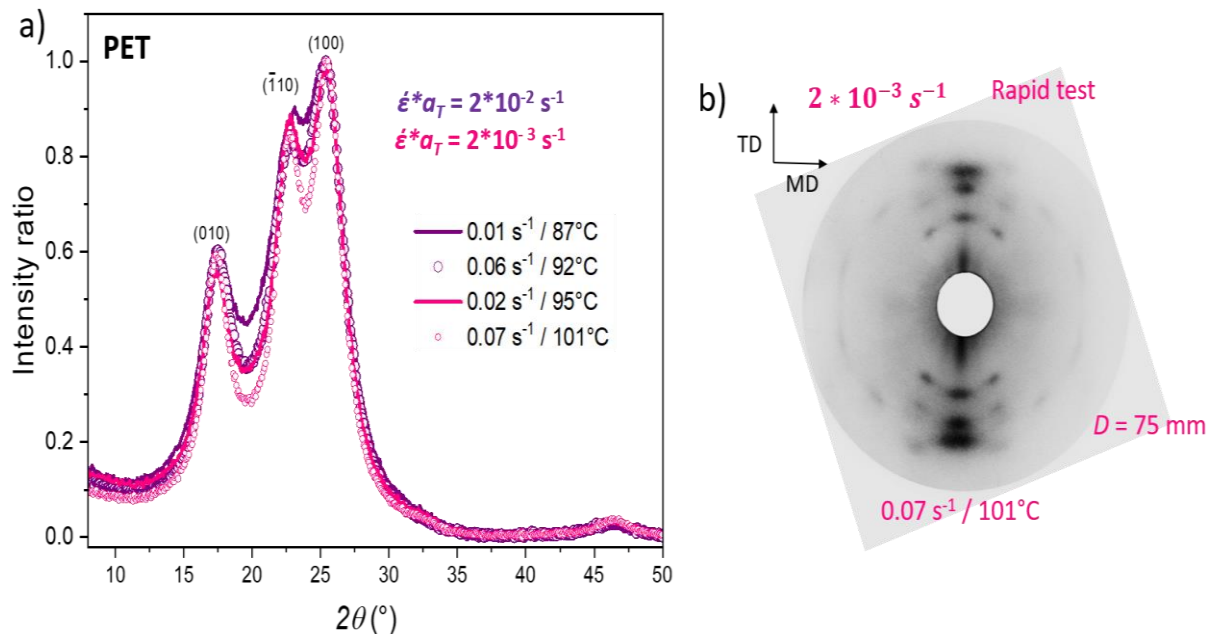 a)
PET
(010)
(1̅10)
(100)
ε̇*a_T = 2*10⁻² s⁻¹
ε̇*a_T = 2*10⁻ ³ s⁻¹
0.01 s⁻¹ / 87°C
0.06 s⁻¹ / 92°C
0.02 s⁻¹ / 95°C
0.07 s⁻¹ / 101°C
Intensity ratio
1.0
0.8
0.6
0.4
0.2
0.0
10 15 20 25 30 35 40 45 50
2θ (°)
b)
2 * 10⁻³ s⁻¹
Rapid test
TD
MD
D = 75 mm
0.07 s⁻¹ / 101°C